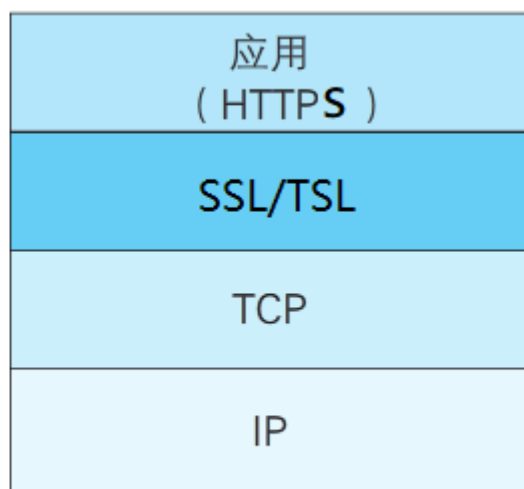 应用
（HTTPS ）
SSL/TSL
TCP
IP